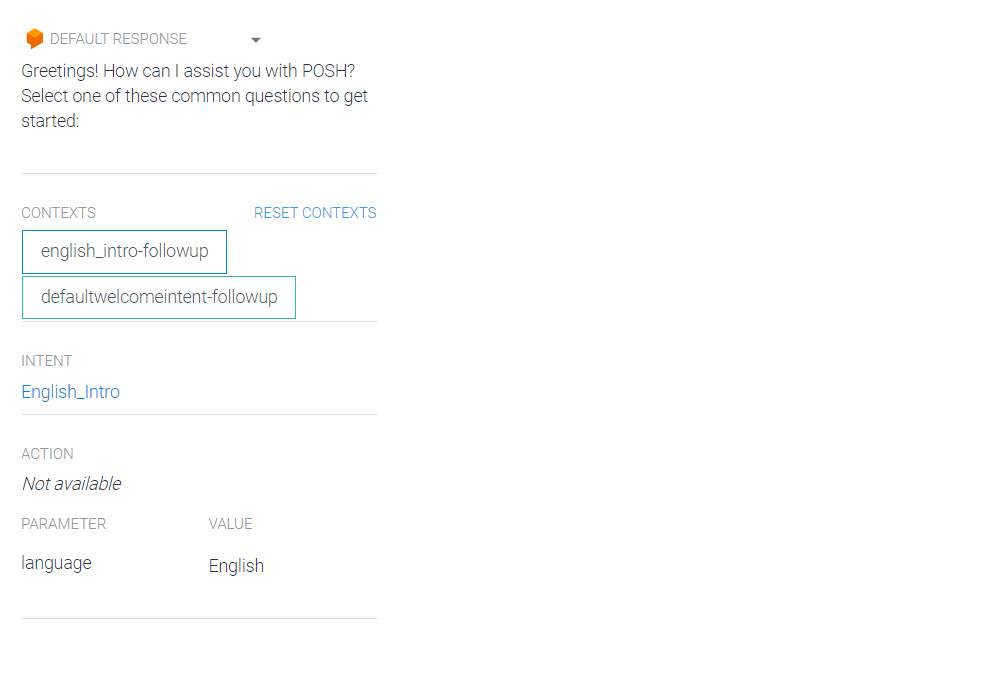 DEFAULT RESPONSE
Greetings! How can I assist you with POSH?
Select one of these common questions to get
started:
CONTEXTS RESET CONTEXTS
english_intro-followup
defaultwelcomeintent-followup
INTENT
English_Intro
ACTION
Not available
PARAMETER VALUE
language English